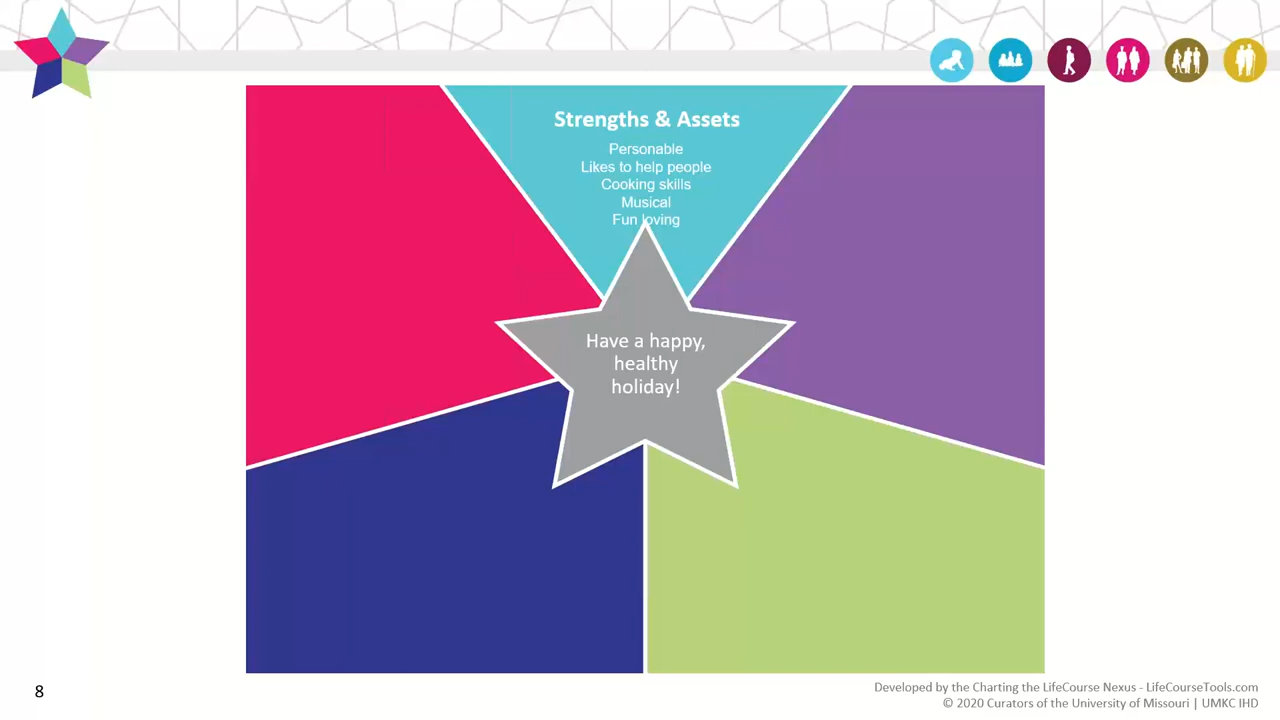 Strengths & Assets
Personable
Likes to help people
Cooking skills
Musical
Fun loving
Have a happy,
healthy
holiday!
8
Developed by the Charting the LifeCourse Nexus - LifeCourseTools.com
© 2020 Curators of the University of Missouri | UMKC IHD